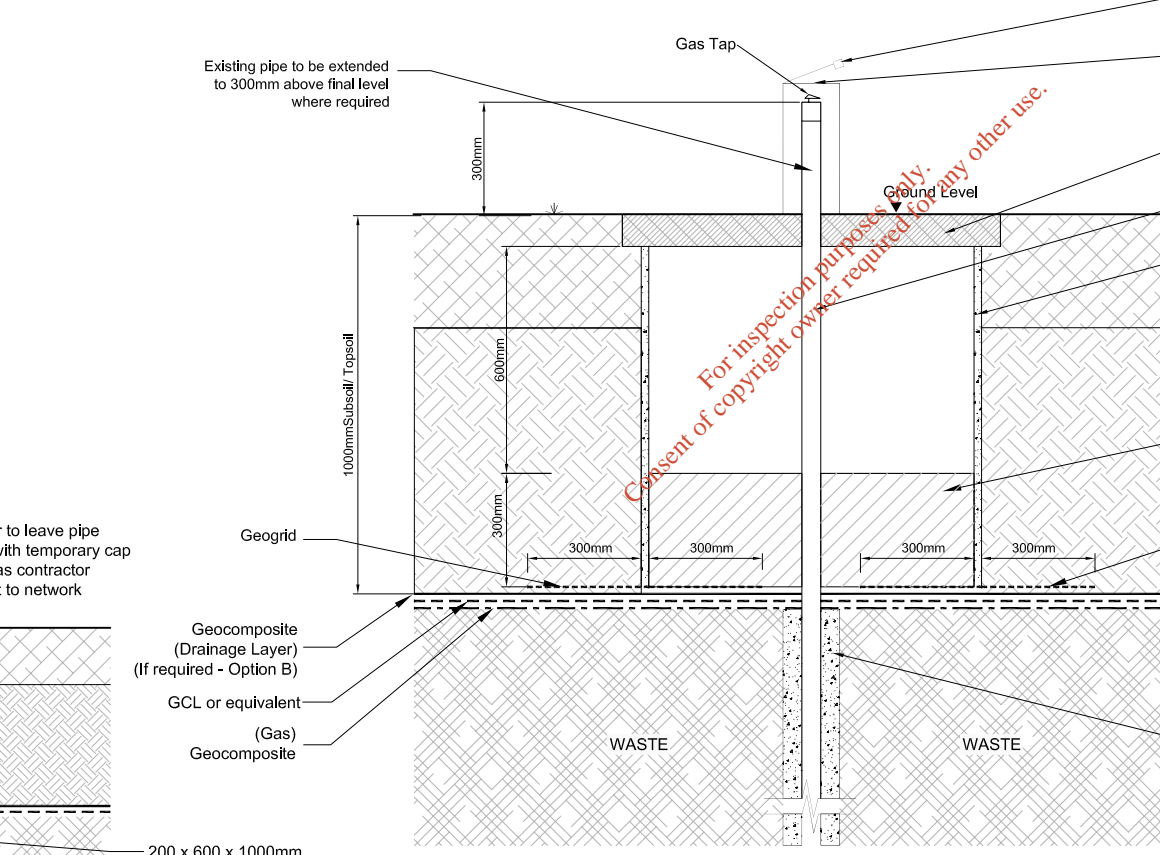 Gas Tap
Existing pipe to be extended
to 300mm above final level
where required
300mm
Ground Level
For inspection purposes only.
Consent of copyright owner required for any other use.
1000mmSubsoil/ Topsoil
600mm
300mm
300mm
300mm
300mm
300mm
Geogrid
r to leave pipe
with temporary cap
as contractor
t to network
Geocomposite
(Drainage Layer)
(If required - Option B)
GCL or equivalent
(Gas)
Geocomposite
WASTE
WASTE
200 x 600 x 1000mm